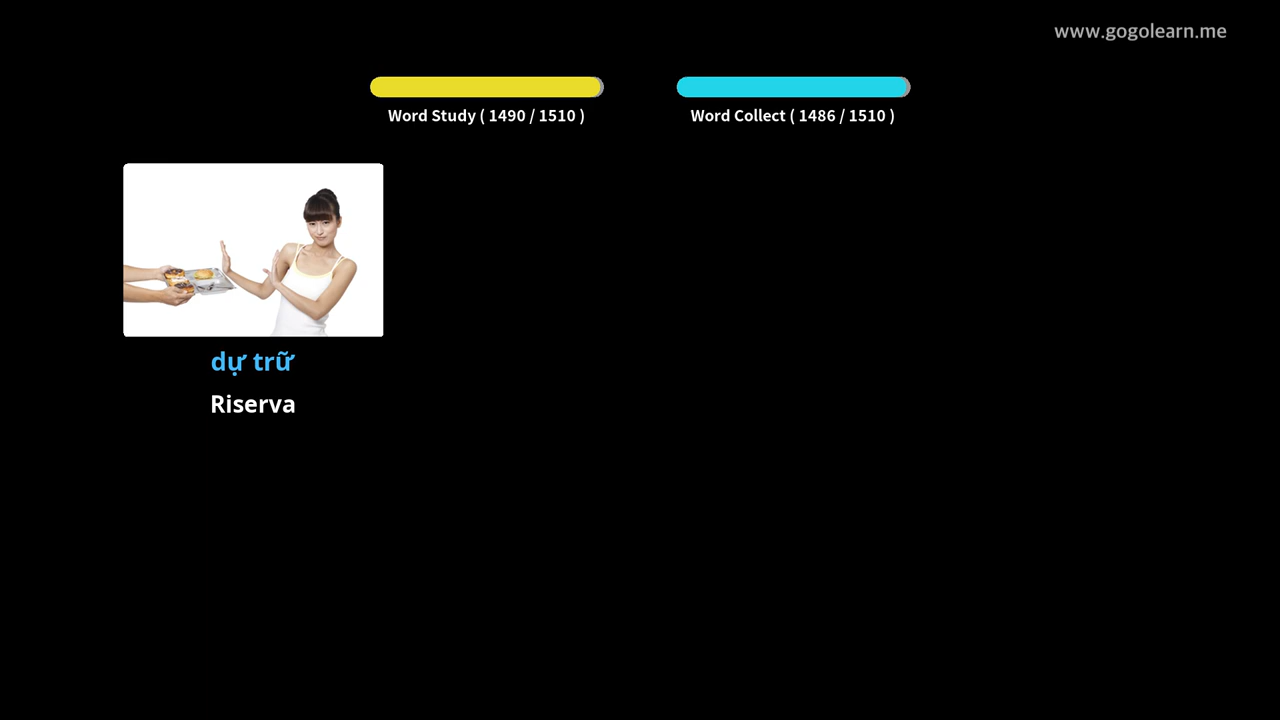 www.gogolearn.me
Word Study ( 1490 / 1510 )
Word Collect ( 1486 / 1510 )
dự trữ
Riserva